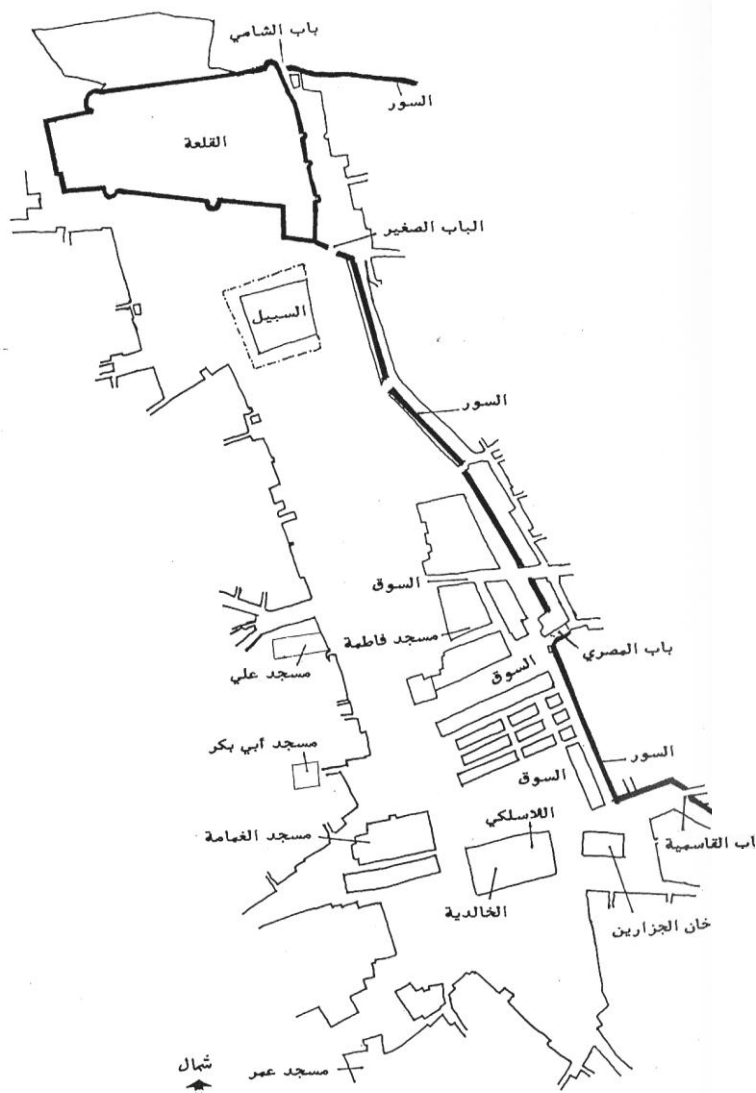 باب الشامي
السور
القلعة
الباب الصغير
السبيل
السور
السوق
مسجد فاطمة
باب المصري
مسجد علي
السوق
مسجد أبي بكر
السور
السوق
اللاسلكي
مسجد الغمامة
اب القاسمية
الخالدية
خان الجزارين
شمال
مسجد عمر